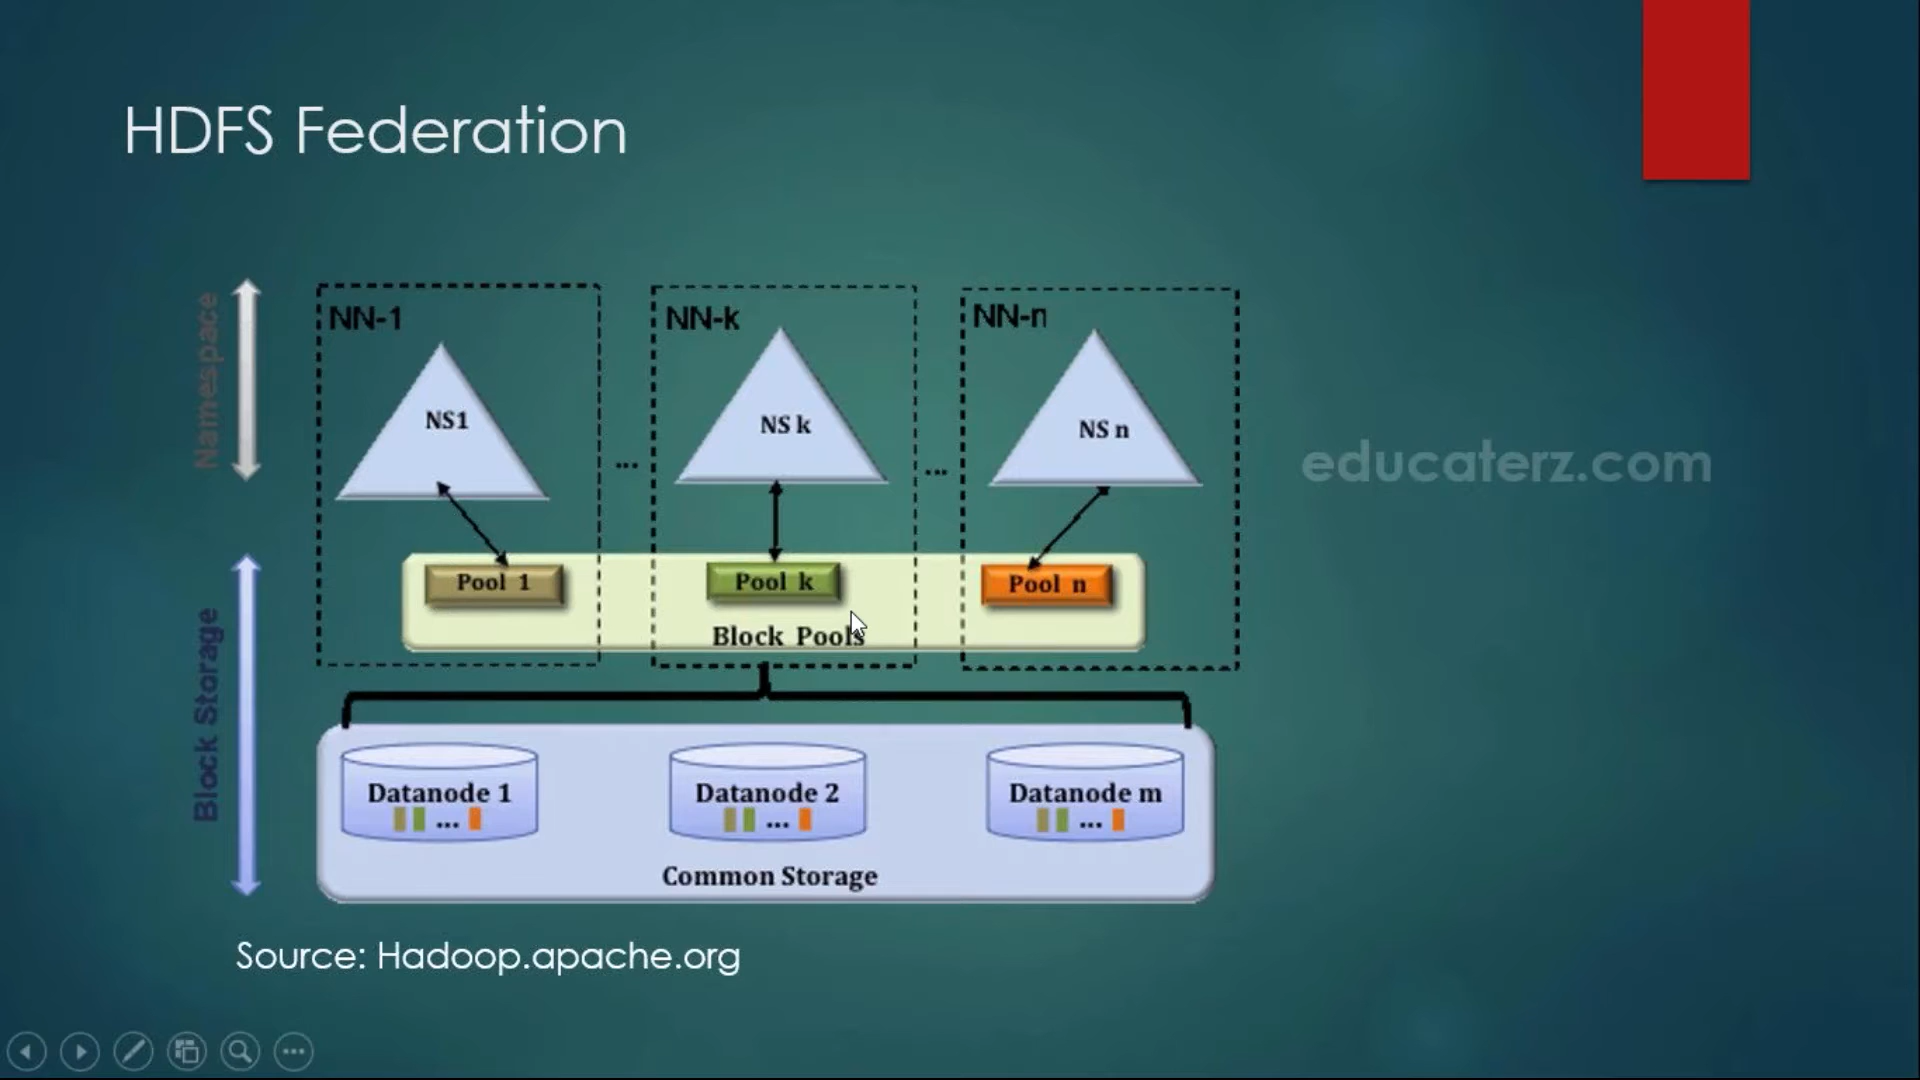 HDFS Federation
Namespace
NN-1
NN-k
NN-n
NS1
NS k
NS n
...
...
educaterz.com
Block Storage
Pool 1
Pool k
Pool n
Block Pools
Datanode 1
Datanode 2
Datanode m
...
...
...
Common Storage
Source: Hadoop.apache.org